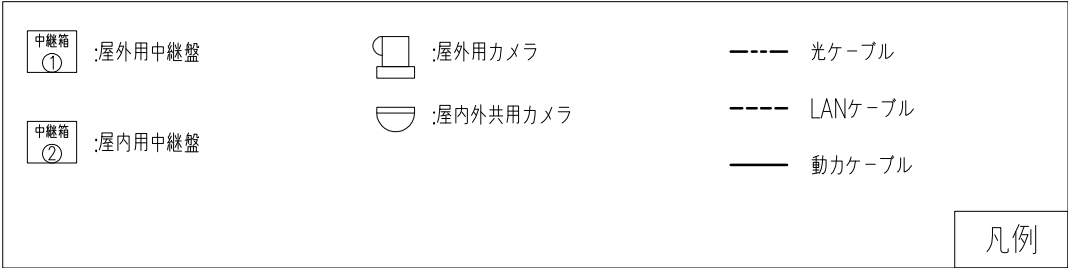 中継箱
①
:屋外用中継盤
中継箱
②
:屋内用中継盤
:屋外用カメラ
:屋内外共用カメラ
光ケーブル
LANケーブル
動力ケーブル
凡例